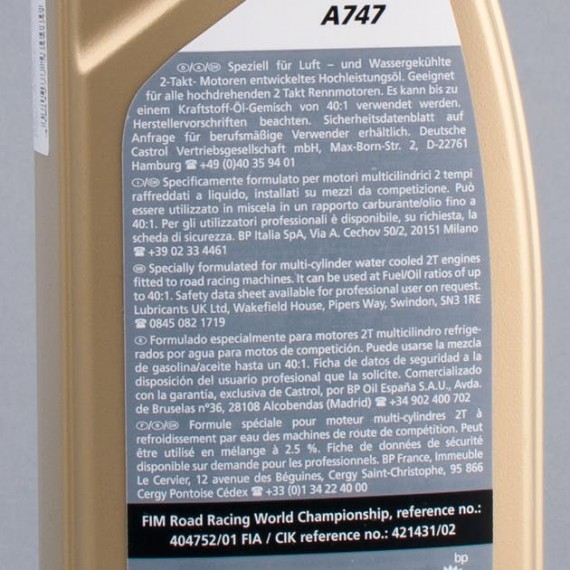 A747
Speziell für Luft – und Wassergekühlte
2-Takt- Motoren entwickeltes Hochleistungsöl. Geeignet
für alle hochdrehenden 2 Takt Rennmotoren. Es kann bis zu
einem Kraftstoff-Öl-Gemisch von 40:1 verwendet werden.
Herstellervorschriften beachten. Sicherheitsdatenblatt auf
Anfrage für berufsmäßige Verwender erhältlich. Deutsche
Castrol Vertriebsgesellschaft mbH, Max-Born-Str. 2, D-22761
Hamburg ☎ +49 (0)40 35 94 01
Specificamente formulato per motori multicilindrici 2 tempi
raffreddati a liquido, installati su mezzi da competizione. Può
essere utilizzato in miscela in un rapporto carburante/olio fino a
40:1. Per gli utilizzatori professionali è disponibile, su richiesta, la
scheda di sicurezza. BP Italia SpA, Via A. Cechov 50/2, 20151 Milano
☎ +39 02 33 4461
GB Specially formulated for multi-cylinder water cooled 2T engines
fitted to road racing machines. It can be used at Fuel/Oil ratios of up
to 40:1. Safety data sheet available for professional user on request.
Lubricants UK Ltd, Wakefield House, Pipers Way, Swindon, SN3 1RE
☎ 0845 082 1719
E Formulado especialmente para motores 2T multicilindro refrige-
rados por agua para motos de competición. Puede usarse la mezcla
de gasolina/aceite hasta un 40:1. Ficha de datos de seguridad a la
disposición del usuario profesional que la solicite. Comercializado
con la garantía, exclusiva de Castrol, por BP Oil España S.A.U., Avda.
de Bruselas nº36, 28108 Alcobendas (Madrid) ☎ +34 902 400 702
Formule spéciale pour moteur multi-cylindres 2T à
refroidissement par eau des machines de route de compétition. Peut
être utilisé en mélange à 2.5 %. Fiche de données de sécurité
disponible sur demande pour les professionnels. BP France, Immeuble
Le Cervier, 12 avenue des Béguines, Cergy Saint-Christophe, 95 866
Cergy Pontoise Cédex ☎ +33 (0)1 34 22 40 00
FIM Road Racing World Championship, reference no.:
404752/01 FIA / CIK reference no.: 421431/02
bp